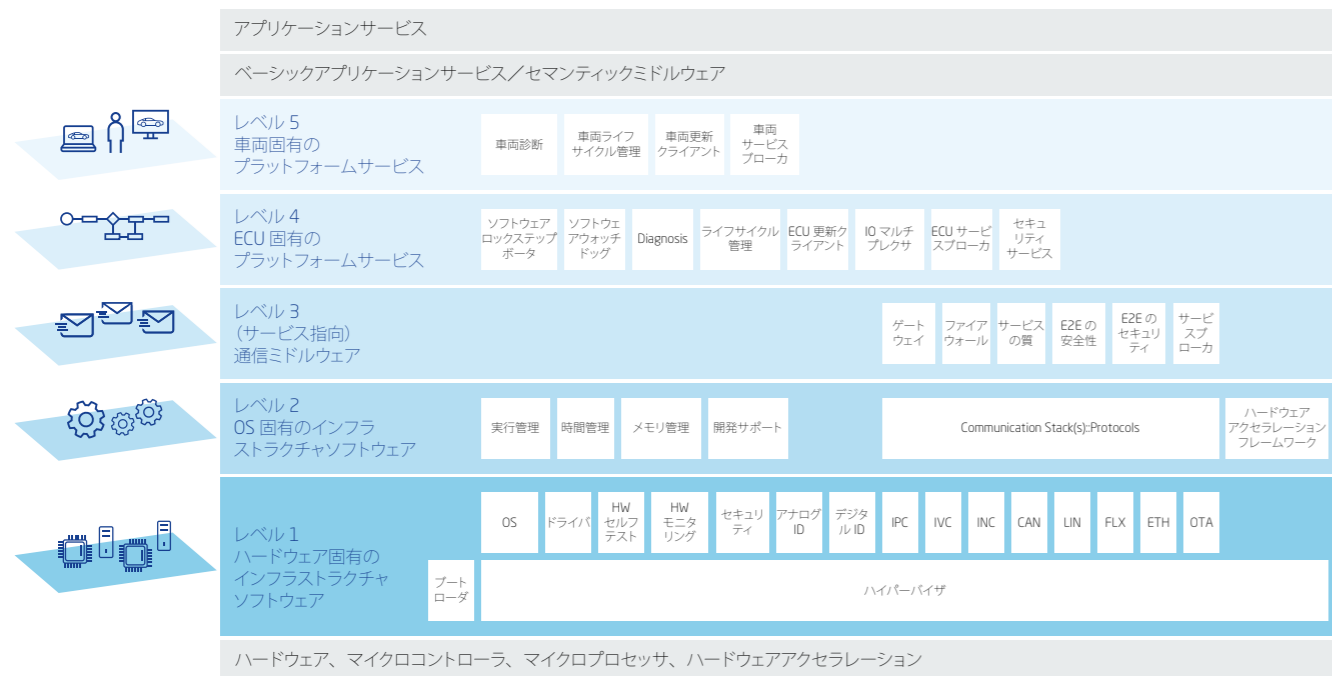 アプリケーションサービス
ベーシックアプリケーションサービス／セマンティックミドルウェア
レベル 5
車両固有の
プラットフォームサービス
車両診断
車両ライフ
サイクル管理
車両更新
クライアント
車両
サービス
ブローカ
レベル 4
ECU 固有の
プラットフォームサービス
ソフトウェア
ロックステップ
ポータ
ソフトウェ
アウォッチ
ドッグ
Diagnosis
ライフサイクル
管理
ECU 更新ク
ライアント
IO マルチ
プレクサ
ECU サービ
スブローカ
セキュ
リティ
サービス
レベル 3
（サービス指向）
通信ミドルウェア
ゲート
ウェイ
ファイア
ウォール
サービス
の質
E2E の
安全性
E2E の
セキュリ
ティ
サービ
スブ
ローカ
レベル 2
OS 固有のインフラ
ストラクチャソフトウェア
実行管理
時間管理
メモリ管理
開発サポート
Communication Stack(s)::Protocols
ハードウェア
アクセラレーション
フレームワーク
レベル 1
ハードウェア固有の
インフラストラクチャ
ソフトウェア
OS
ドライバ
HW
セルフ
テスト
HW
モニタ
リング
セキュリ
ティ
アナログ
ID
デジタ
ル ID
IPC
IVC
INC
CAN
LIN
FLX
ETH
OTA
ブート
ローダ
ハイパーバイザ
ハードウェア、マイクロコントローラ、マイクロプロセッサ、ハードウェアアクセラレーション